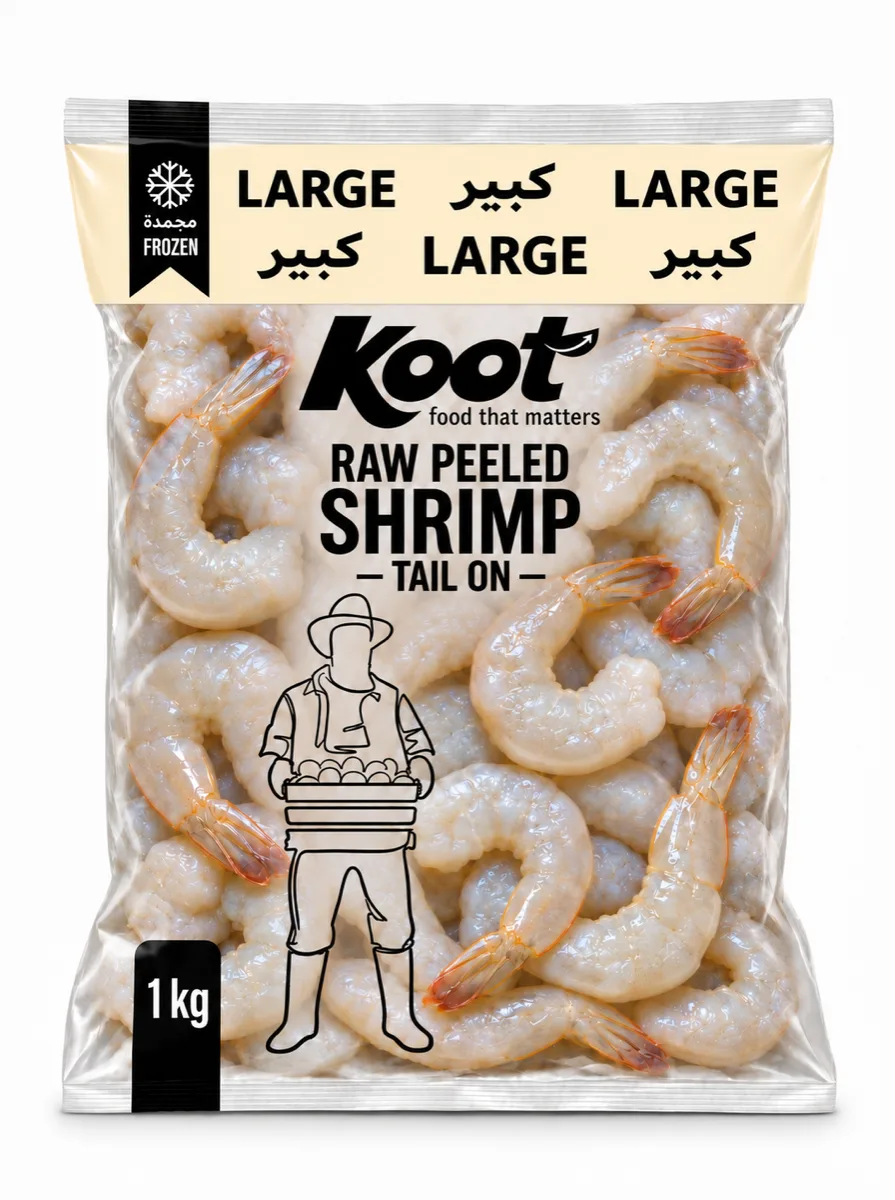 LARGE كبير LARGE
كبير LARGE كبير
مجمدة
FROZEN
Koot
food that matters
RAW PEELED
SHRIMP
— TAIL ON —
1 kg